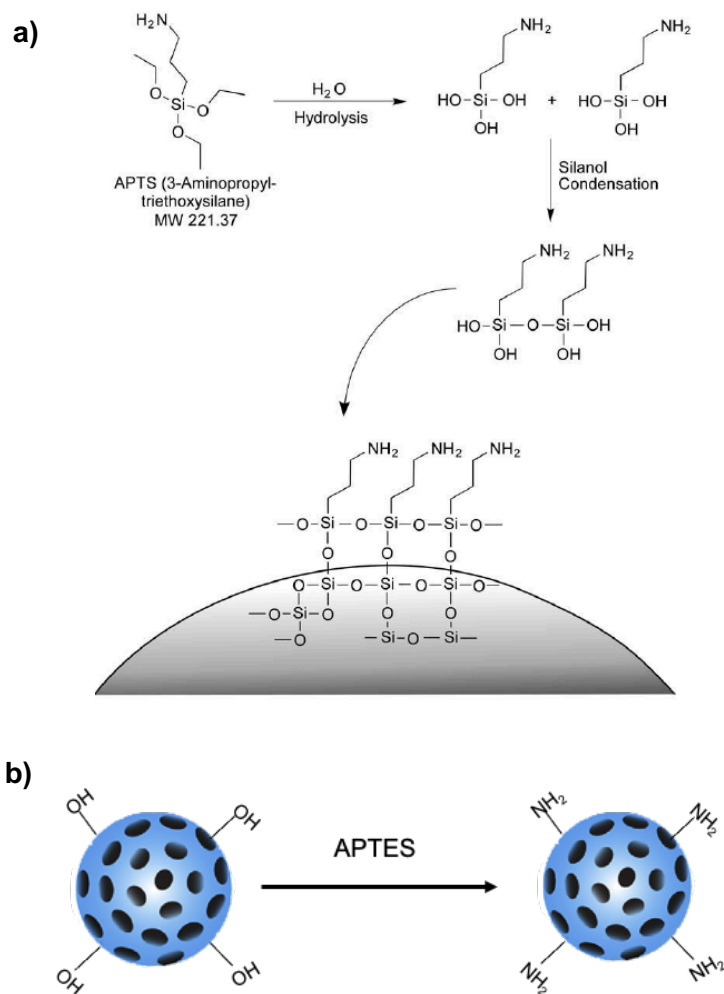 a)
H₂N
NH₂
NH₂
O
Si
O
O
H₂O
Hydrolysis
HO-Si-OH
OH
+
HO-Si-OH
OH
APTS (3-Aminopropyl-
triethoxysilane)
MW 221.37
Silanol
Condensation
NH₂
NH₂
HO-Si—O—Si-OH
OH
OH
NH₂
NH₂
NH₂
—O—Si—O—Si—O—Si—O—
O
O
O
O—Si—O—Si—O—Si—O—
—O—Si—O
O
O
—O
—Si—O—Si—
b)
OH
OH
OH
OH
APTES
NH₂
NH₂
NH₂
NH₂